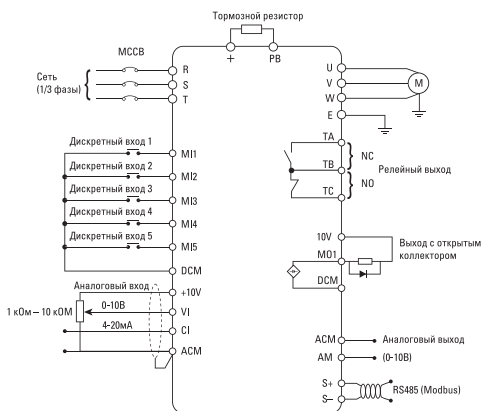 Тормозной резистор
+ PB
MCCB
Сеть
(1/3 фазы)
R
S
T
U
V
W
E
M
Дискретный вход 1
MI1
Дискретный вход 2
MI2
Дискретный вход 3
MI3
Дискретный вход 4
MI4
Дискретный вход 5
MI5
DCM
TA
TB
TC
NC
NO
Релейный выход
10V
MO1
DCM
Выход с открытым
коллектором
Аналоговый вход
+10V
1 кОм – 10 кОМ
0-10В
VI
4-20мА
CI
ACM
ACM
Аналоговый выход
AM
(0-10В)
S+
S–
RS485 (Modbus)